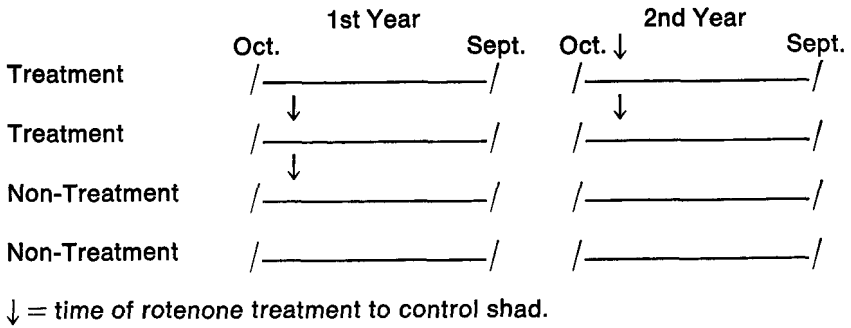 1st Year 2nd Year
Oct. Sept. Oct. ↓ Sept.
Treatment
↓ ↓
Treatment
↓
Non-Treatment
Non-Treatment
↓ = time of rotenone treatment to control shad.